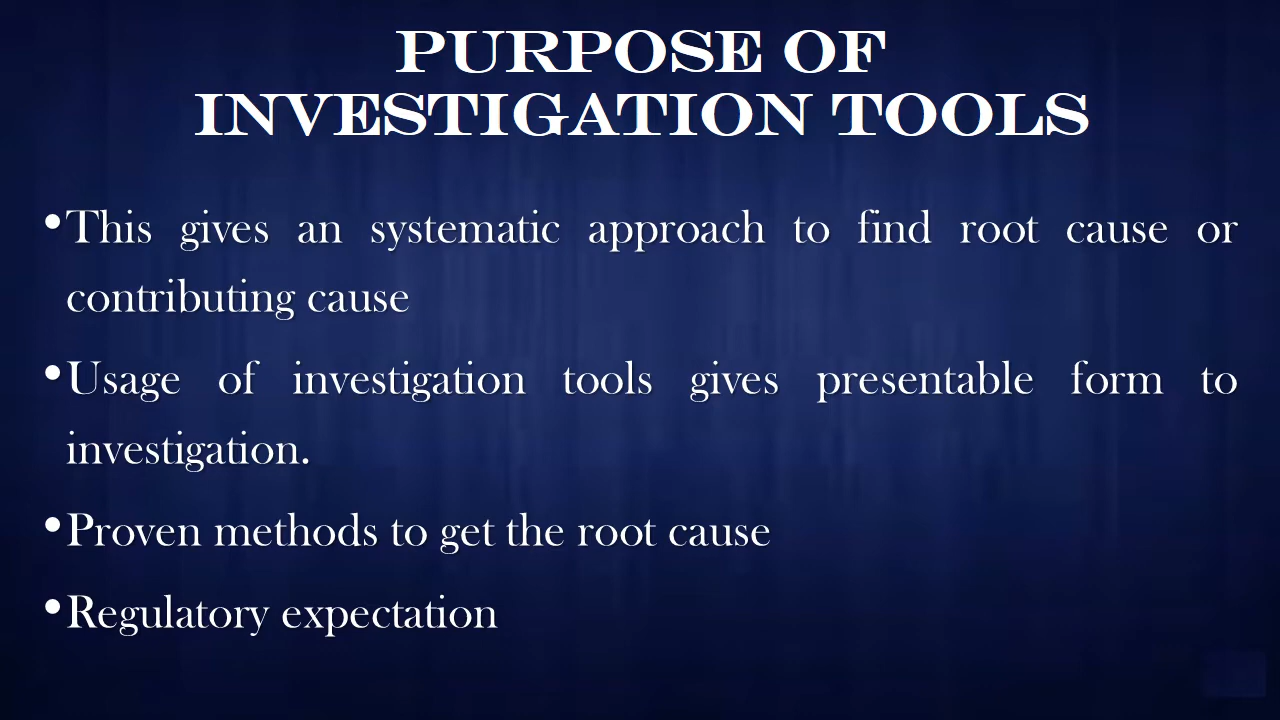 PURPOSE OF
INVESTIGATION TOOLS
•This gives an systematic approach to find root cause or
contributing cause
•Usage of investigation tools gives presentable form to
investigation.
•Proven methods to get the root cause
•Regulatory expectation